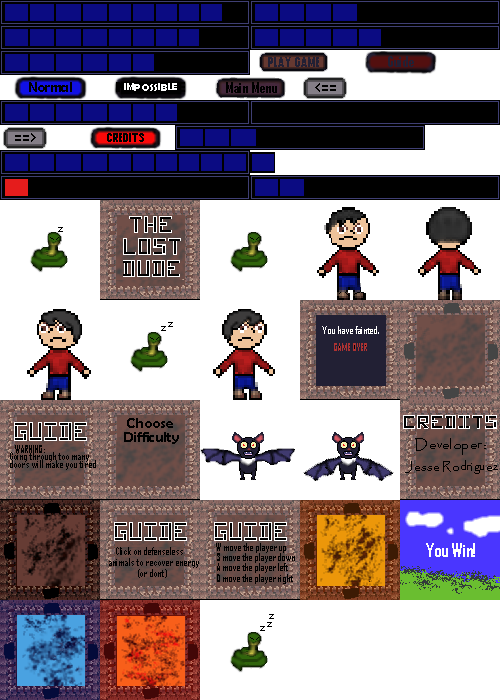 PLAY GAME
Normal
IMPOSSIBLE
Main Menu
<==
==>
CREDITS
z
THE
LOST
DUDE
z z
You have fainted.
GAME OVER
GUIDE
WARNING:
Going through too many
doors will make you tired
Choose
Difficulty
CREDITS
Developer:
Jesse Rodriguez
GUIDE
Click on defenseless
animals to recover energy
(or dont)
GUIDE
W move the player up
S move the player down
A move the player left
D move the player right
You Win!
z z z